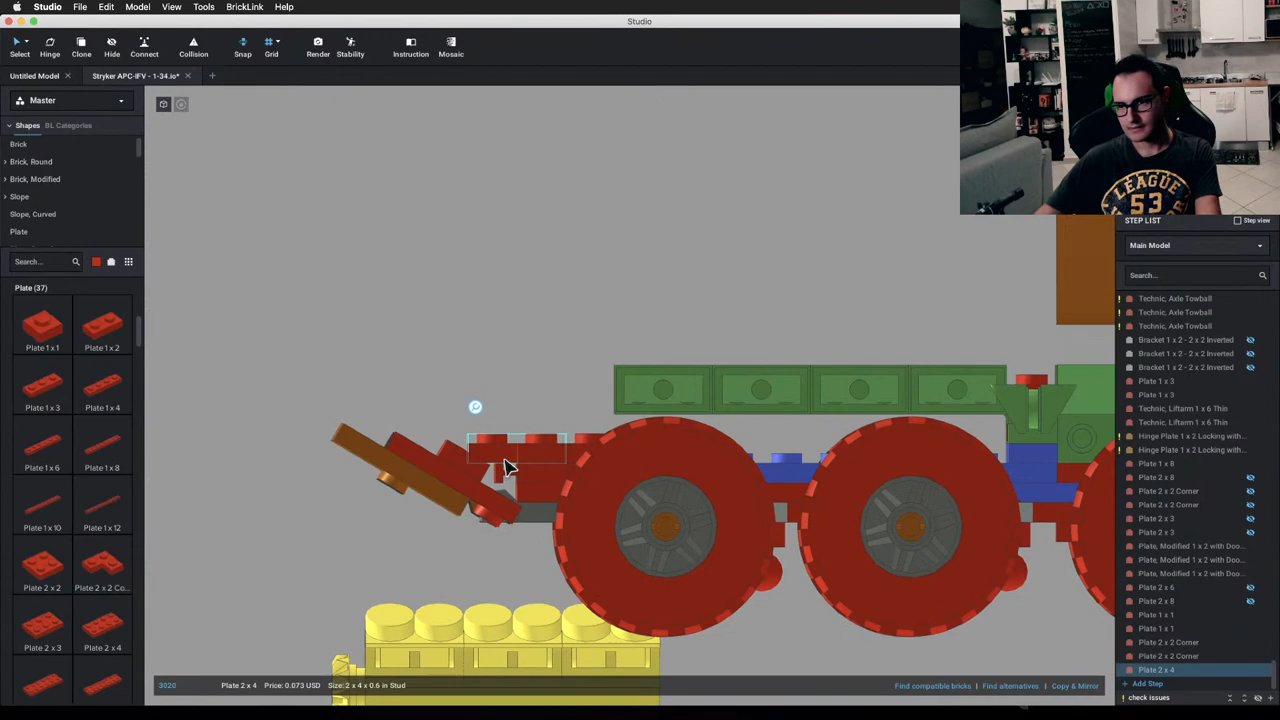 Studio File Edit Model View Tools BrickLink Window Help
Studio
Select Hinge Clone Hide Connect Collision Snap Grid Render Stability Instruction Mosaic
Untitled Model Stryker APC-IFV - 1-34.io*
Master
Shapes BL Categories
Brick
Brick, Round
Brick, Modified
Slope
Slope, Curved
Plate
Search...
Plate (37)
Plate 1x1 Plate 1 x 2
Plate 1 x 3 Plate 1 x 4
Plate 1 x 6 Plate 1 x 8
Plate 1 x 10 Plate 1 x 12
Plate 2 x 2 Plate 2 x 2 Co...
Plate 2 x 3 Plate 2 x 4
LEAGUE
53
STEP LIST Step view
Main Model
Search...
Technic, Axle Towball
Technic, Axle Towball
Technic, Axle Towball
Bracket 1 x 2 - 2 x 2 Inverted
Bracket 1 x 2 - 2 x 2 Inverted
Bracket 1 x 2 - 2 x 2 Inverted
Plate 1 x 3
Plate 1 x 3
Technic, Liftarm 1 x 6 Thin
Technic, Liftarm 1 x 6 Thin
Hinge Plate 1 x 2 Locking with...
Hinge Plate 1 x 2 Locking with...
Plate 1 x 8
Plate 2 x 8
Plate 2 x 2 Corner
Plate 2 x 2 Corner
Plate 2 x 3
Plate 2 x 3
Plate, Modified 1 x 2 with Doo...
Plate, Modified 1 x 2 with Doo...
Plate, Modified 1 x 2 with Doo...
Plate 2 x 6
Plate 2 x 8
Plate 1 x 1
Plate 1 x 1
Plate 2 x 2 Corner
Plate 2 x 2 Corner
Plate 2 x 4
+ Add Step
check issues
3020 Plate 2 x 4 Price: 0.073 USD Size: 2 x 4 x 0.6 in Stud Find compatible bricks | Find alternatives | Copy & Mirror